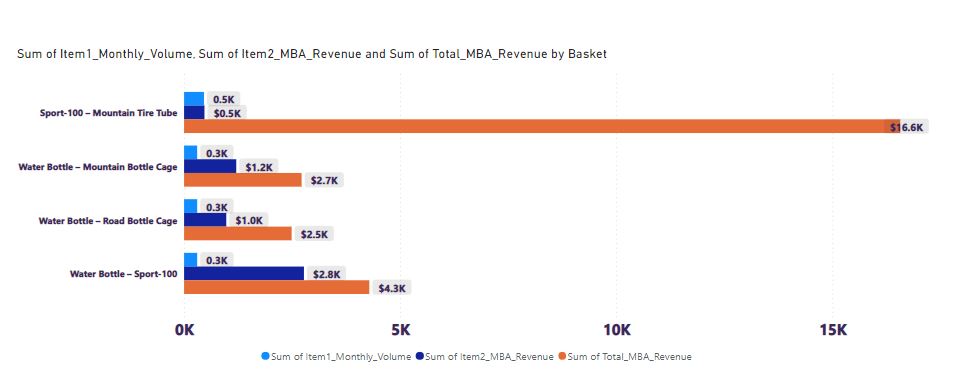 Sum of Item1_Monthly_Volume, Sum of Item2_MBA_Revenue and Sum of Total_MBA_Revenue by Basket
Sport-100 – Mountain Tire Tube
0.5K
$0.5K
$16.6K
Water Bottle – Mountain Bottle Cage
0.3K
$1.2K
$2.7K
Water Bottle – Road Bottle Cage
0.3K
$1.0K
$2.5K
Water Bottle – Sport-100
0.3K
$2.8K
$4.3K
0K 5K 10K 15K
Sum of Item1_Monthly_Volume Sum of Item2_MBA_Revenue Sum of Total_MBA_Revenue